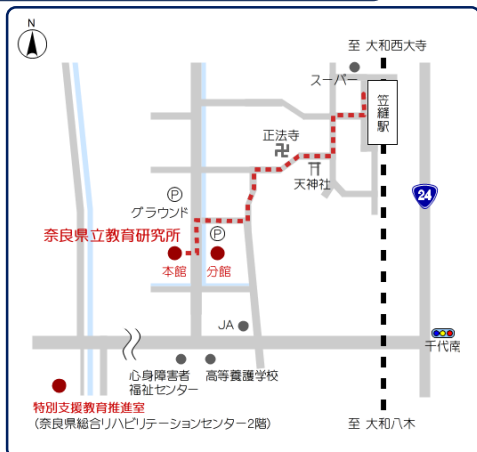 N
至 大和西大寺
スーパー
笠縫駅
正法寺
天神社
24
P
グラウンド
奈良県立教育研究所
P
本館
分館
JA
千代南
心身障害者
福祉センター
高等養護学校
特別支援教育推進室
(奈良県総合リハビリテーションセンター2階)
至 大和八木